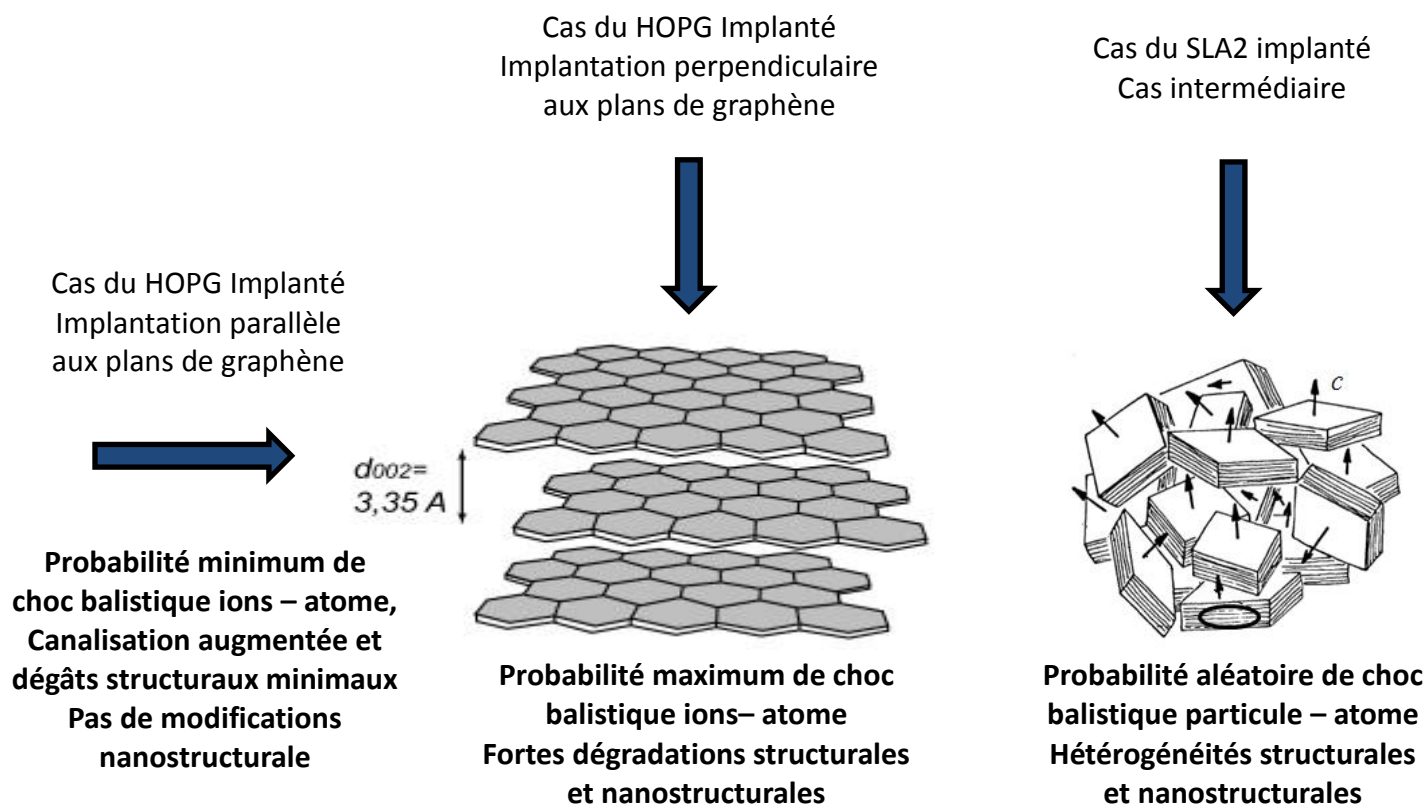 Cas du HOPG Implanté
Implantation parallèle
aux plans de graphène
Probabilité minimum de
choc balistique ions – atome,
Canalisation augmentée et
dégâts structuraux minimaux
Pas de modifications
nanostructurale
Cas du HOPG Implanté
Implantation perpendiculaire
aux plans de graphène
d002=
3,35 A
Probabilité maximum de choc
balistique ions– atome
Fortes dégradations structurales
et nanostructurales
Cas du SLA2 implanté
Cas intermédiaire
C
Probabilité aléatoire de choc
balistique particule – atome
Hétérogénéités structurales
et nanostructurales